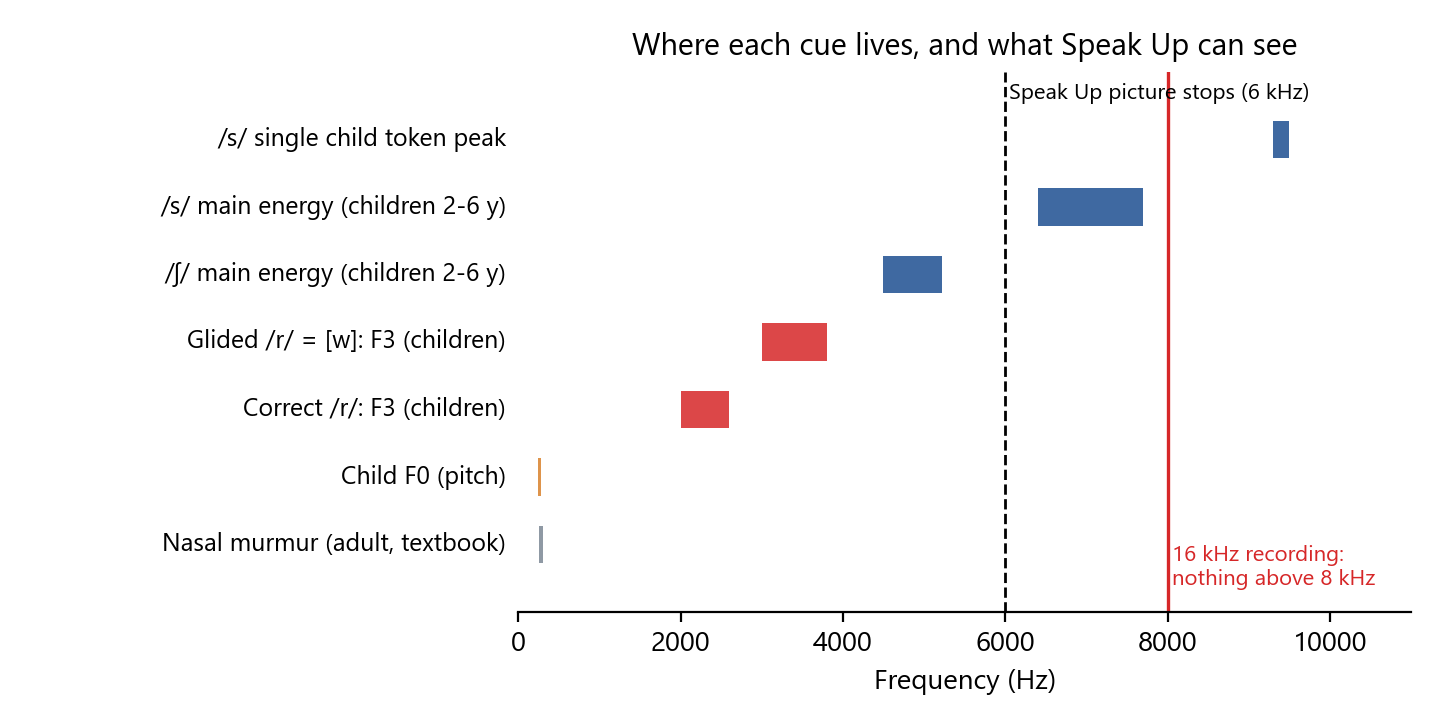 Where each cue lives, and what Speak Up can see
Speak Up picture stops (6 kHz)
/s/ single child token peak
/s/ main energy (children 2-6 y)
/ʃ/ main energy (children 2-6 y)
Glided /r/ = [w]: F3 (children)
Correct /r/: F3 (children)
Child F0 (pitch)
Nasal murmur (adult, textbook)
16 kHz recording:
nothing above 8 kHz
0 2000 4000 6000 8000 10000
Frequency (Hz)